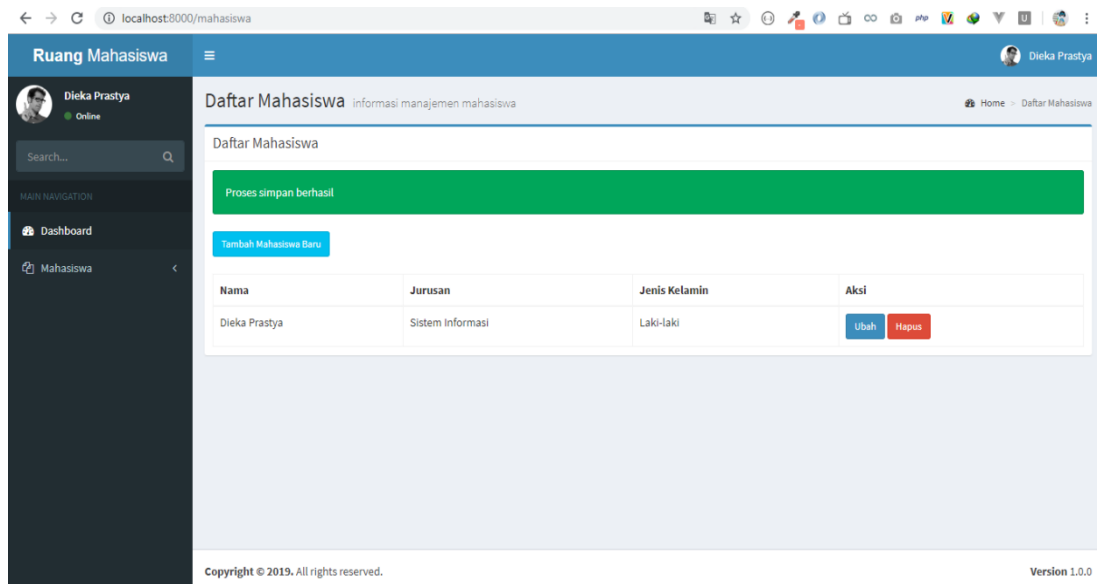 localhost:8000/mahasiswa
php
U
Ruang Mahasiswa
Dieka Prastya
Dieka Prastya
Online
Search...
MAIN NAVIGATION
Dashboard
Mahasiswa
Daftar Mahasiswa informasi manajemen mahasiswa
Home > Daftar Mahasiswa
Daftar Mahasiswa
Proses simpan berhasil
Tambah Mahasiswa Baru
Nama Jurusan Jenis Kelamin Aksi
Dieka Prastya Sistem Informasi Laki-laki Ubah Hapus
Copyright © 2019. All rights reserved. Version 1.0.0